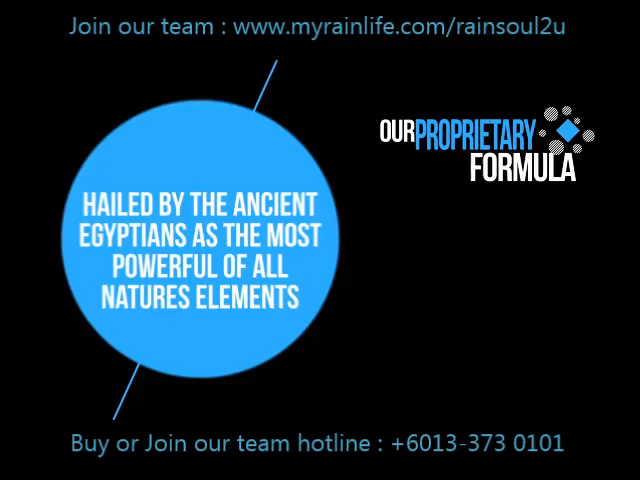 Join our team : www.myrainlife.com/rainsoul2u
OURPROPRIETARY
FORMULA
HAILED BY THE ANCIENT
EGYPTIANS AS THE MOST
POWERFUL OF ALL
NATURES ELEMENTS
Buy or Join our team hotline : +6013-373 0101